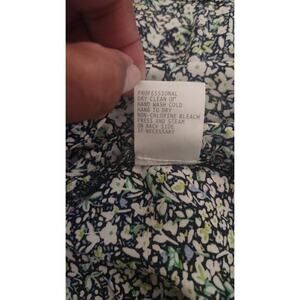 PROFESSIONAL
DRY CLEAN OR
HAND WASH COLD
HANG TO DRY
NON-CHLORINE BLEACH
PRESS AND STEAM
ON BACK SIDE
IF NECESSARY